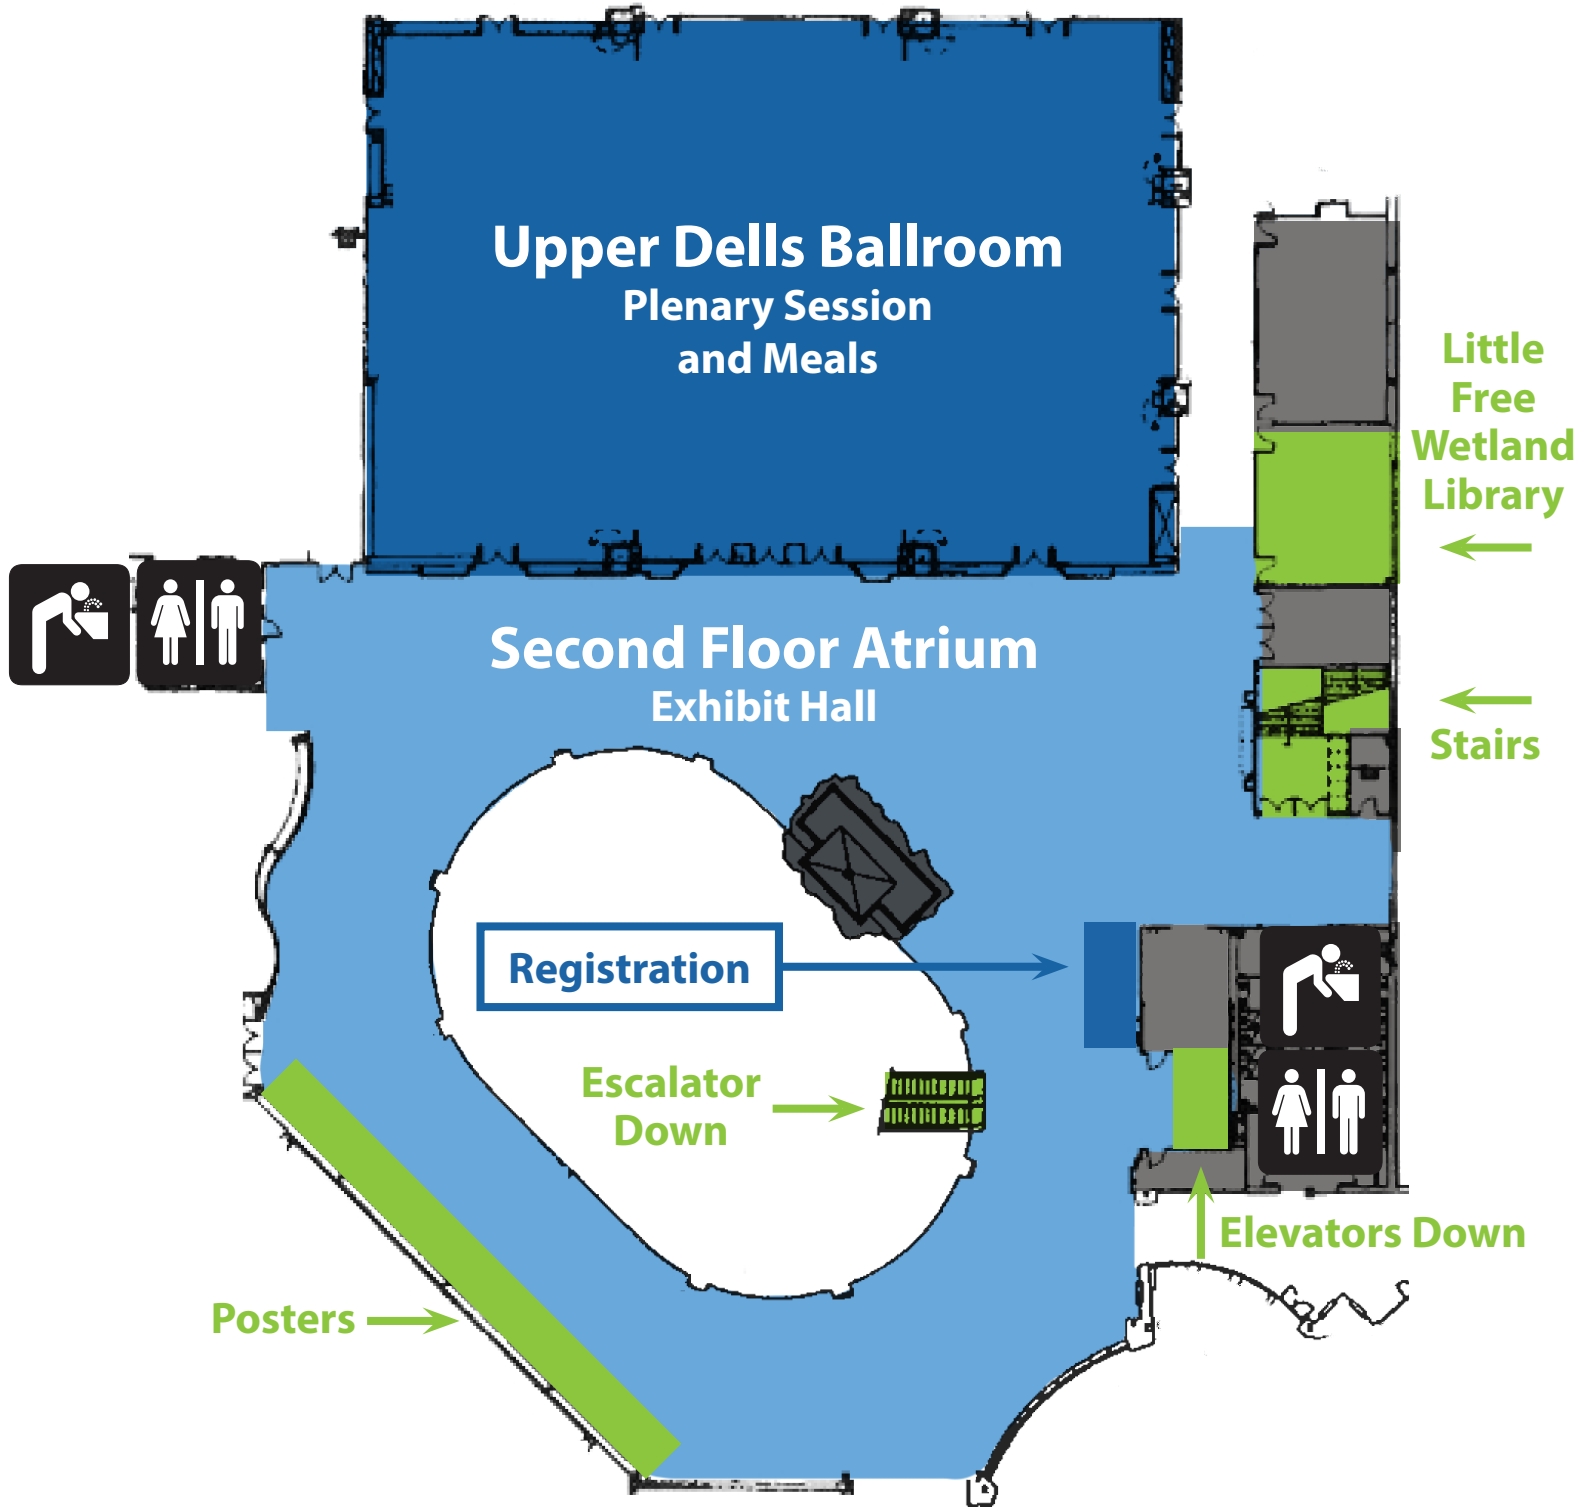 Upper Dells Ballroom
Plenary Session
and Meals
Little
Free
Wetland
Library
Second Floor Atrium
Exhibit Hall
Stairs
Registration
Escalator
Down
Elevators Down
Posters